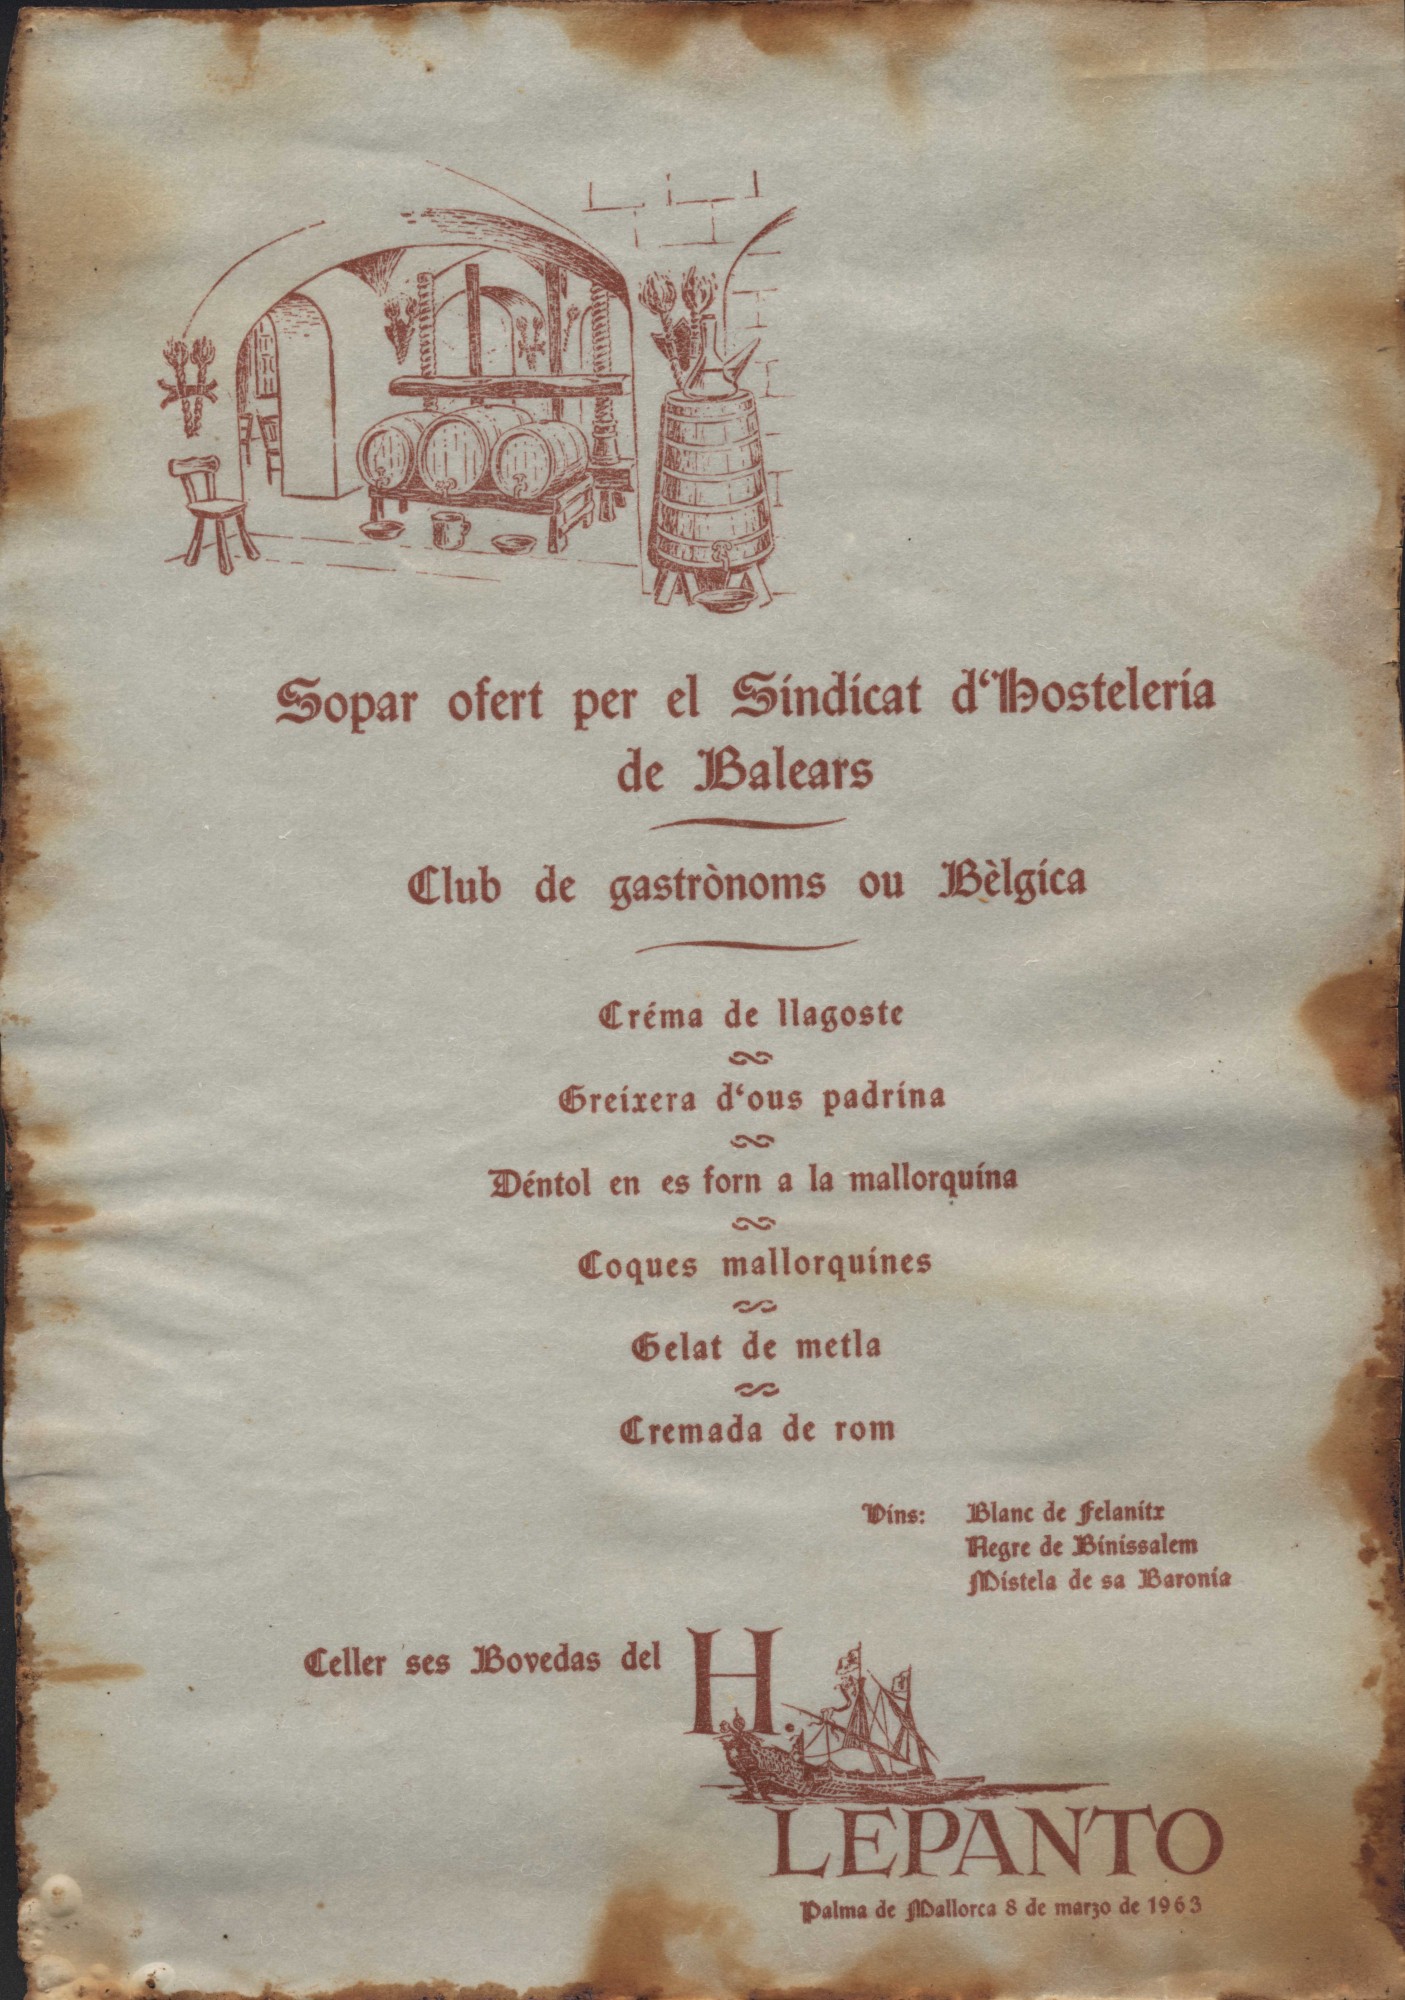 Sopar ofert per el Sindicat d‘Hosteleria
de Balears
Club de gastrònoms ou Bèlgica
Créma de llagoste
Greixera d‘ous padrina
Déntol en es forn a la mallorquina
Coques mallorquines
Gelat de metla
Cremada de rom
Vins: Blanc de Felanitx
Negre de Binissalem
Mistela de sa Baronia
Celler ses Bovedas del H.
LEPANTO
Palma de Mallorca 8 de marzo de 1963